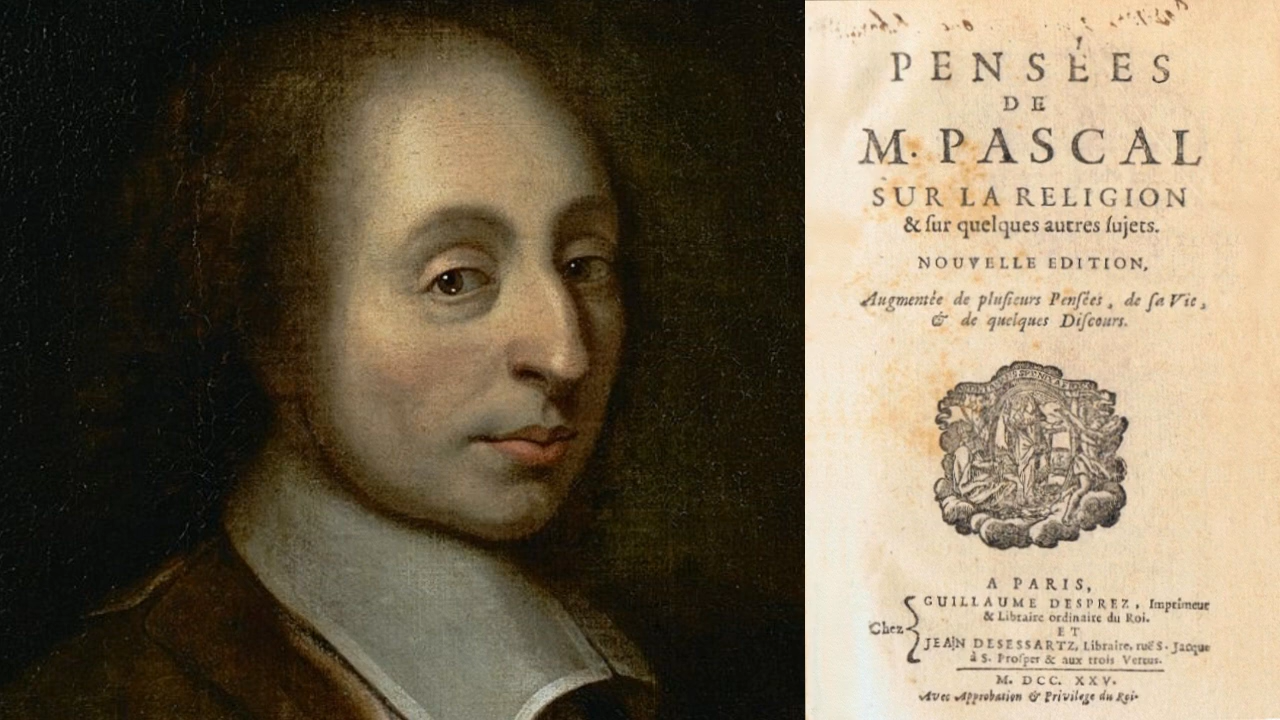 PENSÉES
DE
M. PASCAL
SUR LA RELIGION
& ſur quelques autres ſujets.
NOUVELLE EDITION,
Augmentée de pluſieurs Penſées, de ſa Vie,
& de quelques Diſcours.
A PARIS,
Chez
GUILLAUME DESPREZ, Imprimeur
& Libraire ordinaire du Roi.
ET
JEAN DESESSARTZ, Libraire, ruë S. Jacque
à S. Proſper & aux trois Vertus.
M. DCC. XXV.
Avec Approbation & Privilege du Roi.